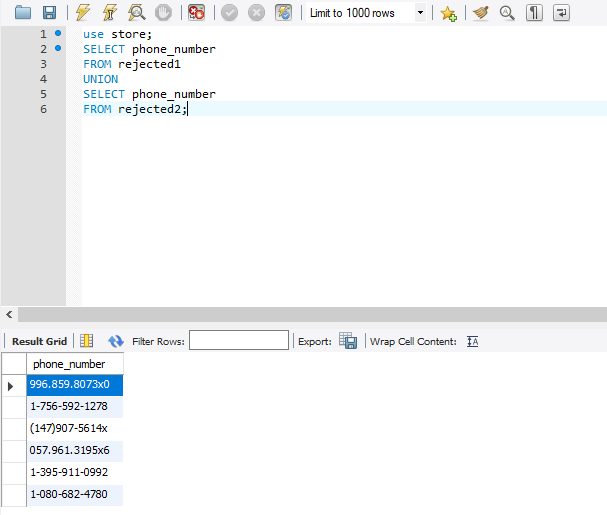 Limit to 1000 rows
1 use store;
2 SELECT phone_number
3 FROM rejected1
4 UNION
5 SELECT phone_number
6 FROM rejected2;
Result Grid Filter Rows: Export: Wrap Cell Content:
phone_number
996.859.8073x0
1-756-592-1278
(147)907-5614x
057.961.3195x6
1-395-911-0992
1-080-682-4780